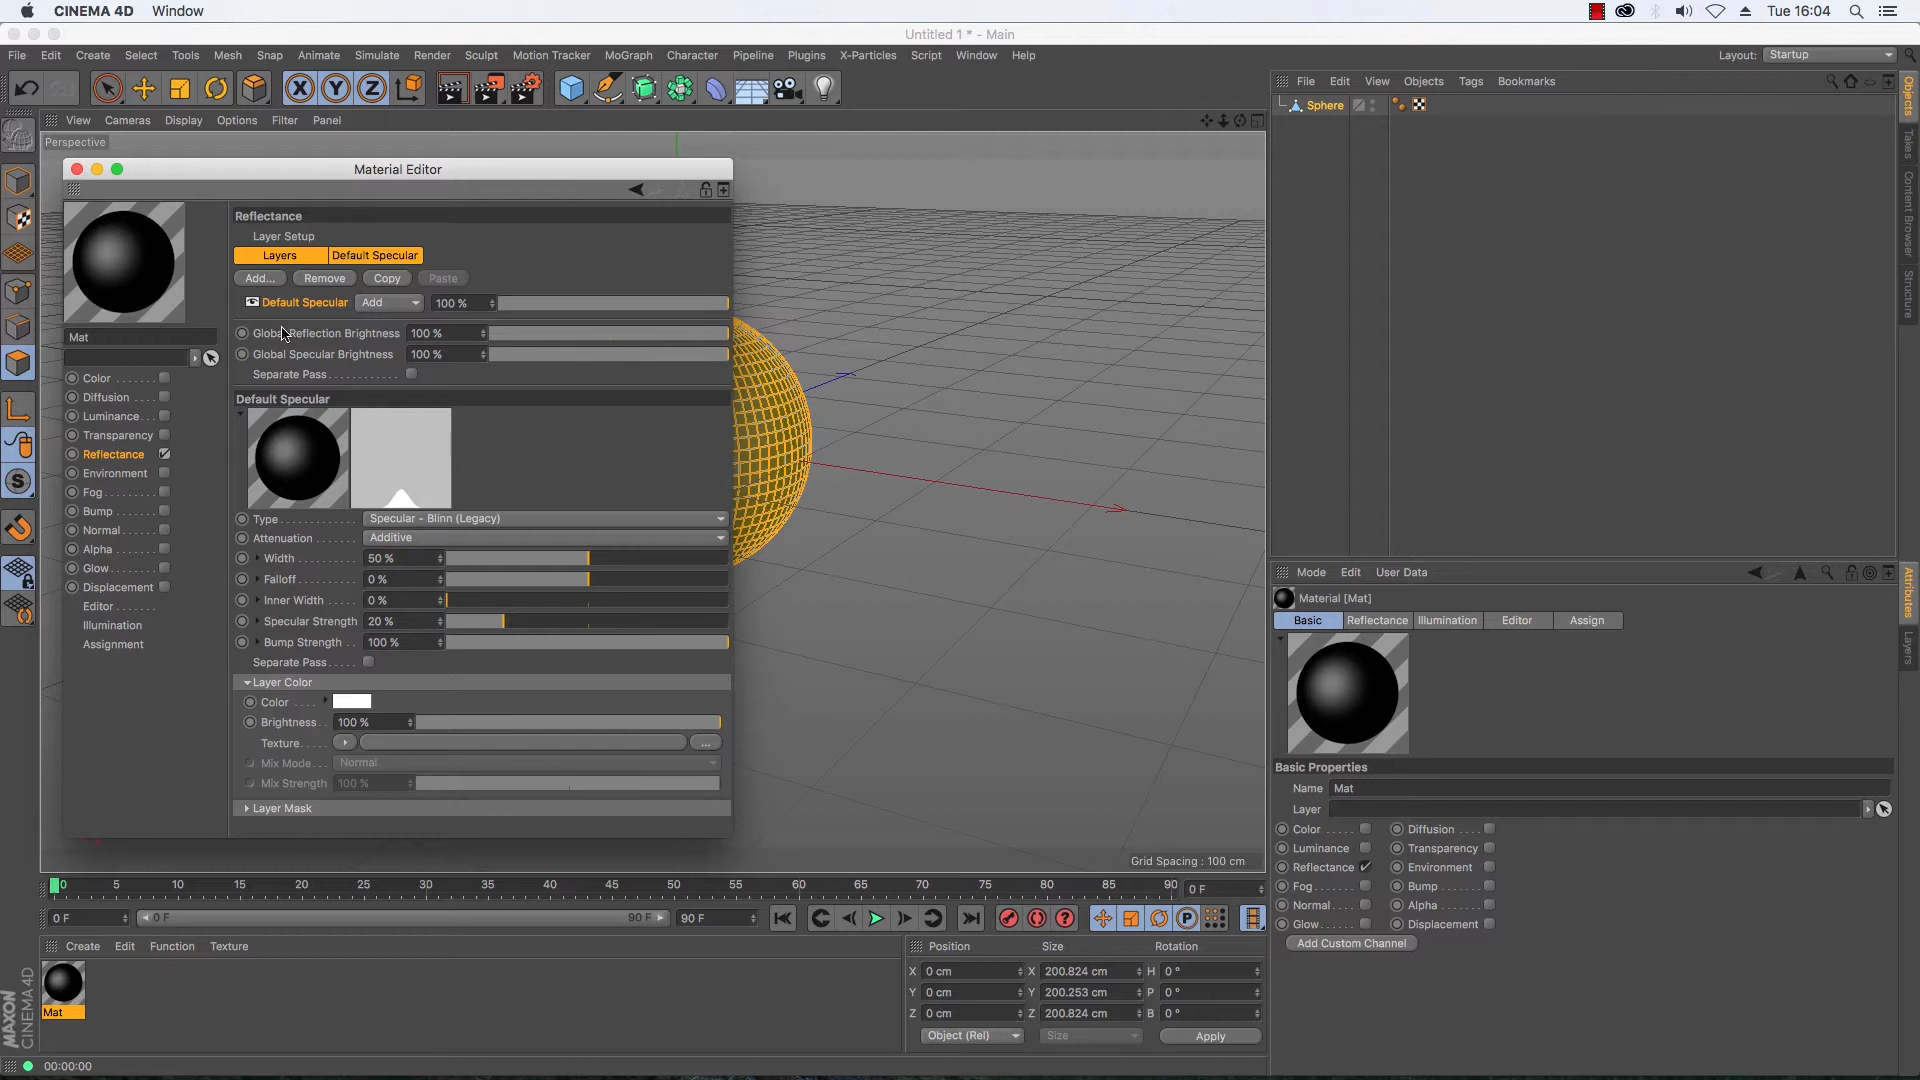 CINEMA 4D Window Tue 16:04
Untitled 1 * - Main
File Edit Create Select Tools Mesh Snap Animate Simulate Render Sculpt Motion Tracker MoGraph Character Pipeline Plugins X-Particles Script Window Help Layout: Startup
X Y Z
File Edit View Objects Tags Bookmarks
Sphere
View Cameras Display Options Filter Panel
Perspective
Material Editor
Reflectance
Layer Setup
Layers Default Specular
Add... Remove Copy Paste
Default Specular Add 100 %
Global Reflection Brightness 100 %
Global Specular Brightness 100 %
Separate Pass
Default Specular
Type Specular - Blinn (Legacy)
Attenuation Additive
Width 50 %
Falloff 0 %
Inner Width 0 %
Specular Strength 20 %
Bump Strength 100 %
Separate Pass
Layer Color
Color
Brightness 100 %
Texture ...
Mix Mode Normal
Mix Strength 100 %
Layer Mask
Mat
Color
Diffusion
Luminance
Transparency
Reflectance
Environment
Fog
Bump
Normal
Alpha
Glow
Displacement
Editor
Illumination
Assignment
Grid Spacing : 100 cm
0 5 10 15 20 25 30 35 40 45 50 55 60 65 70 75 80 85 90 0 F
0 F 0 F 90 F 90 F
Create Edit Function Texture
Mat
Position Size Rotation
X 0 cm X 200.824 cm H 0 °
Y 0 cm Y 200.253 cm P 0 °
Z 0 cm Z 200.824 cm B 0 °
Object (Rel) Size Apply
00:00:00
MAXON
CINEMA 4D
Mode Edit User Data
Material [Mat]
Basic Reflectance Illumination Editor Assign
Basic Properties
Name Mat
Layer
Color Diffusion
Luminance Transparency
Reflectance Environment
Fog Bump
Normal Alpha
Glow Displacement
Add Custom Channel
Objects
Takes
Content Browser
Structure
Attributes
Layers